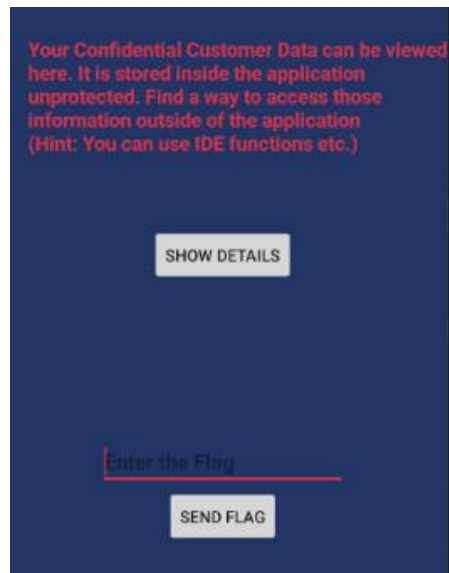 Your Confidential Customer Data can be viewed
here. It is stored inside the application
unprotected. Find a way to access those
information outside of the application
(Hint: You can use IDE functions etc.)
SHOW DETAILS
Enter the Flag
SEND FLAG